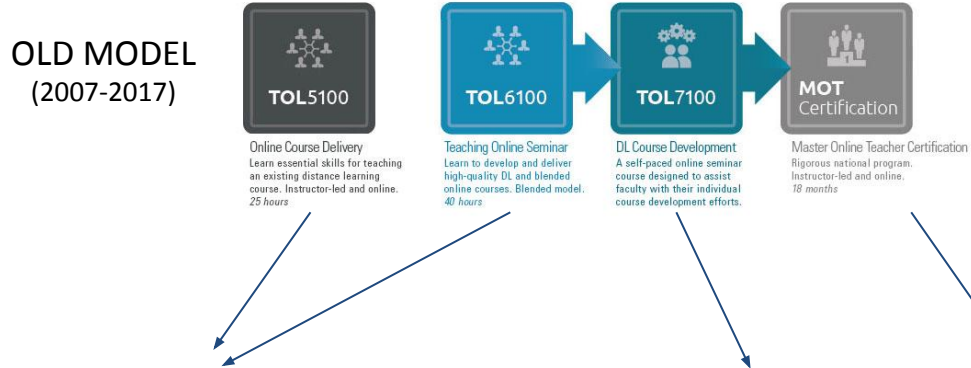 OLD MODEL
(2007-2017)
TOL5100
Online Course Delivery
Learn essential skills for teaching
an existing distance learning
course. Instructor-led and online.
25 hours
TOL6100
Teaching Online Seminar
Learn to develop and deliver
high-quality DL and blended
online courses. Blended model.
40 hours
TOL7100
DL Course Development
A self-paced online seminar
course designed to assist
faculty with their individual
course development efforts.
MOT
Certification
Master Online Teacher Certification
Rigorous national program.
Instructor-led and online.
18 months